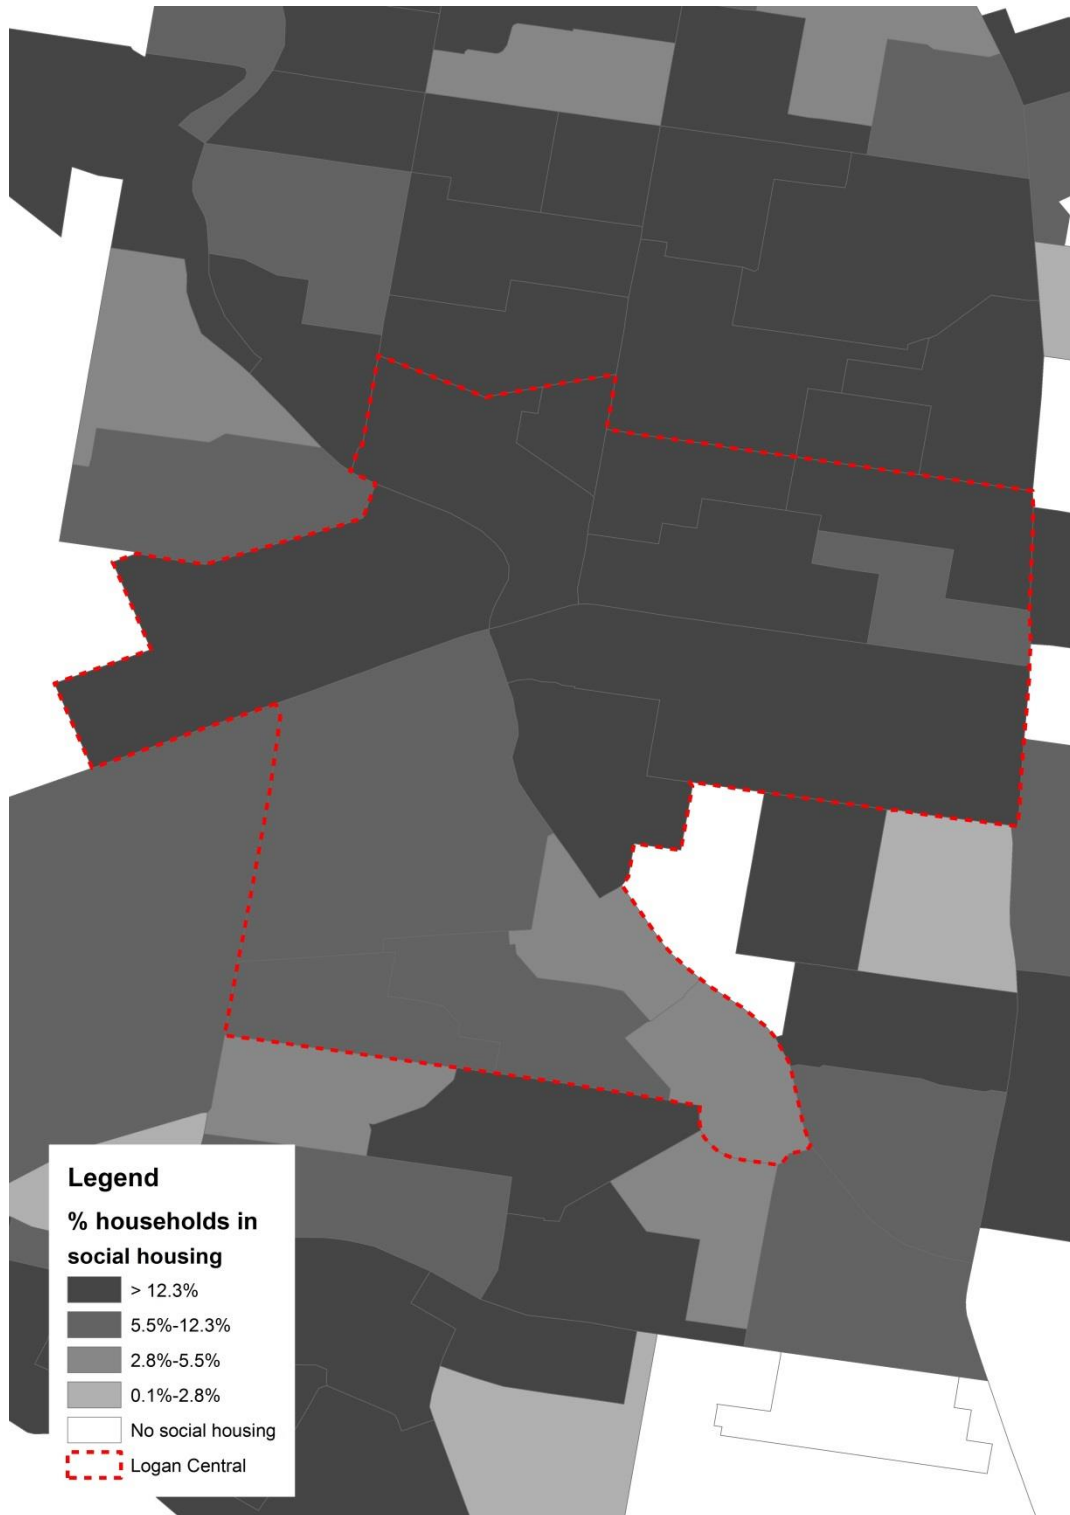 Legend
% households in
social housing
> 12.3%
5.5%-12.3%
2.8%-5.5%
0.1%-2.8%
No social housing
Logan Central